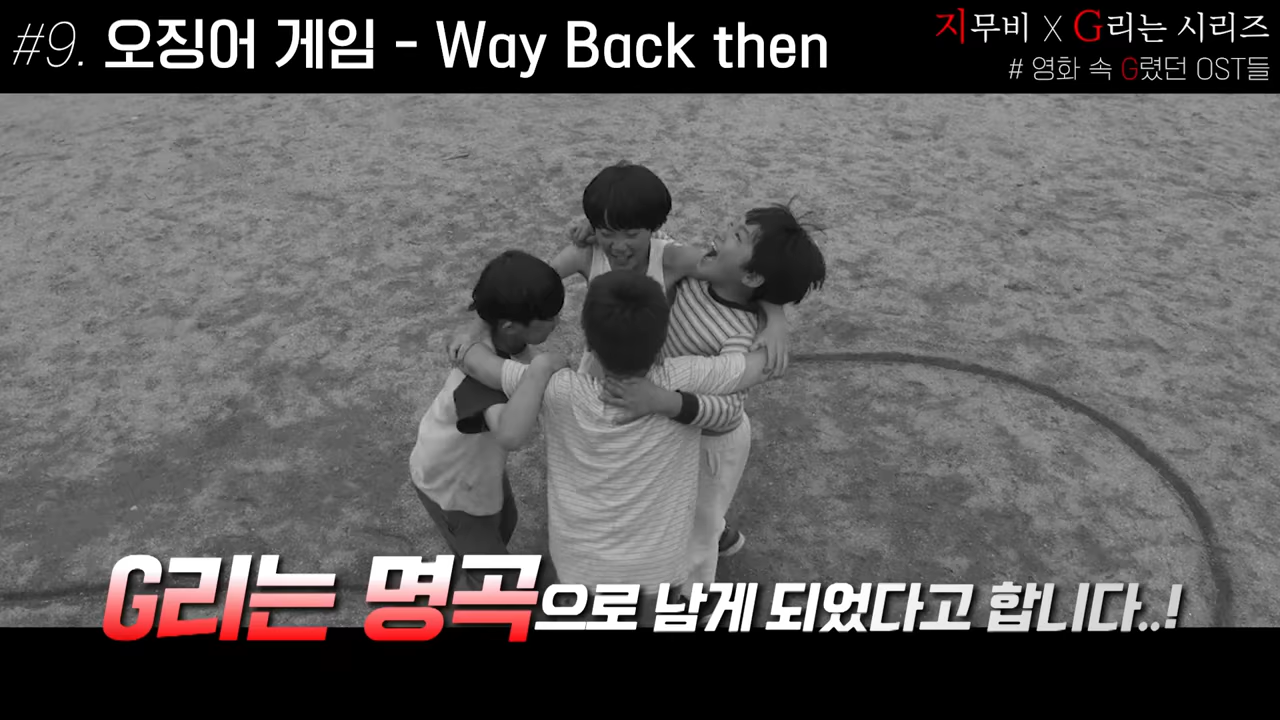 #9. 오징어 게임 - Way Back then
지무비 X G리는 시리즈
# 영화 속 G렸던 OST들
G리는 명곡으로 남게 되었다고 합니다..!